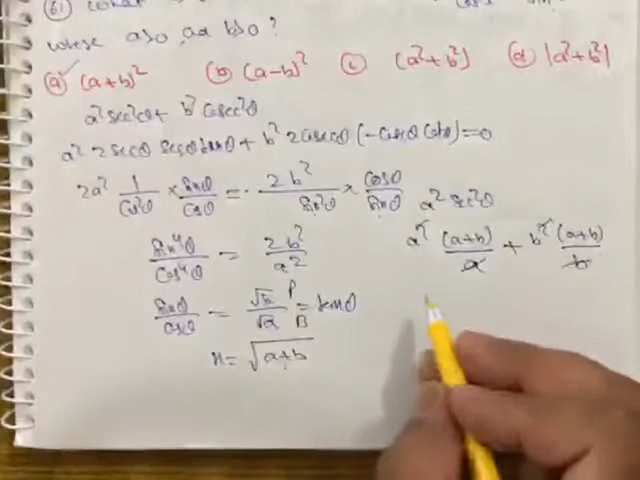 (61) What
where a>0 and b>0 ?
(a) (a+b)² (b) (a-b)² (c) (a²+b²) (d) |a²+b²|
a² sec²θ + b² cosec²θ
a² 2secθ secθ tanθ + b² 2cosecθ (-cosecθ cotθ) = 0
2a² 1/cos²θ × sinθ/cosθ = 2b²/sin²θ × cosθ/sinθ
a² sec²θ
sin⁴θ/cos⁴θ = 2b²/a²
a² (a+b)/a + b² (a+b)/b
sinθ/cosθ = √b/√a P/B = tanθ
H = √a+b